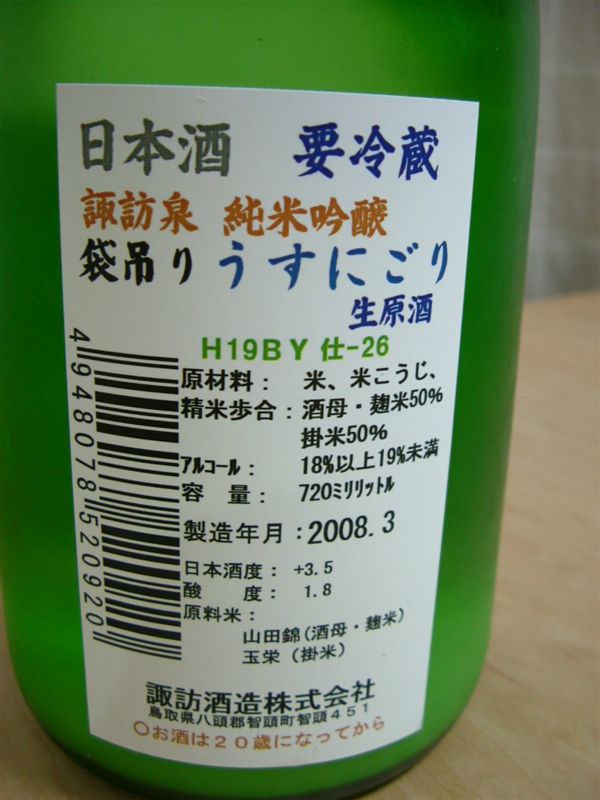 日本酒 要冷蔵
諏訪泉 純米吟醸
袋吊り うすにごり
生原酒
H19BY 仕-26
原材料： 米、米こうじ、
精米歩合：酒母・麹米50%
掛米50%
ｱﾙｺｰﾙ： 18%以上19%未満
容 量： 720ﾐﾘﾘｯﾄﾙ
製造年月：2008.3
日本酒度： +3.5
酸 度： 1.8
原料米：
山田錦(酒母・麹米)
玉栄（掛米）
諏訪酒造株式会社
鳥取県八頭郡智頭町智頭451
○お酒は20歳になってから
4948078520920